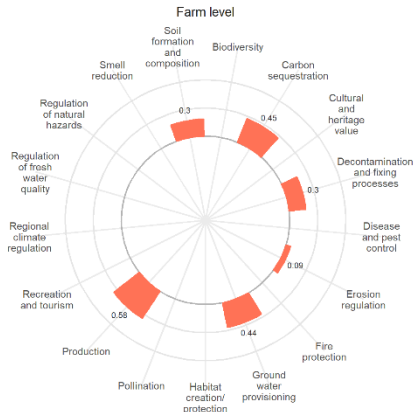 Farm level
Soil
formation
and
composition
Biodiversity
Carbon
sequestration
Cultural and
heritage
value
Decontamination
and fixing
processes
Disease
and pest
control
Erosion
regulation
Fire
protection
Ground
water
provisioning
Habitat
creation/
protection
Pollination
Production
Recreation
and tourism
Regional
climate
regulation
Regulation
of fresh
water
quality
Regulation
of natural
hazards
Smell
reduction
0.3
0.45
0.3
0.09
0.44
0.58